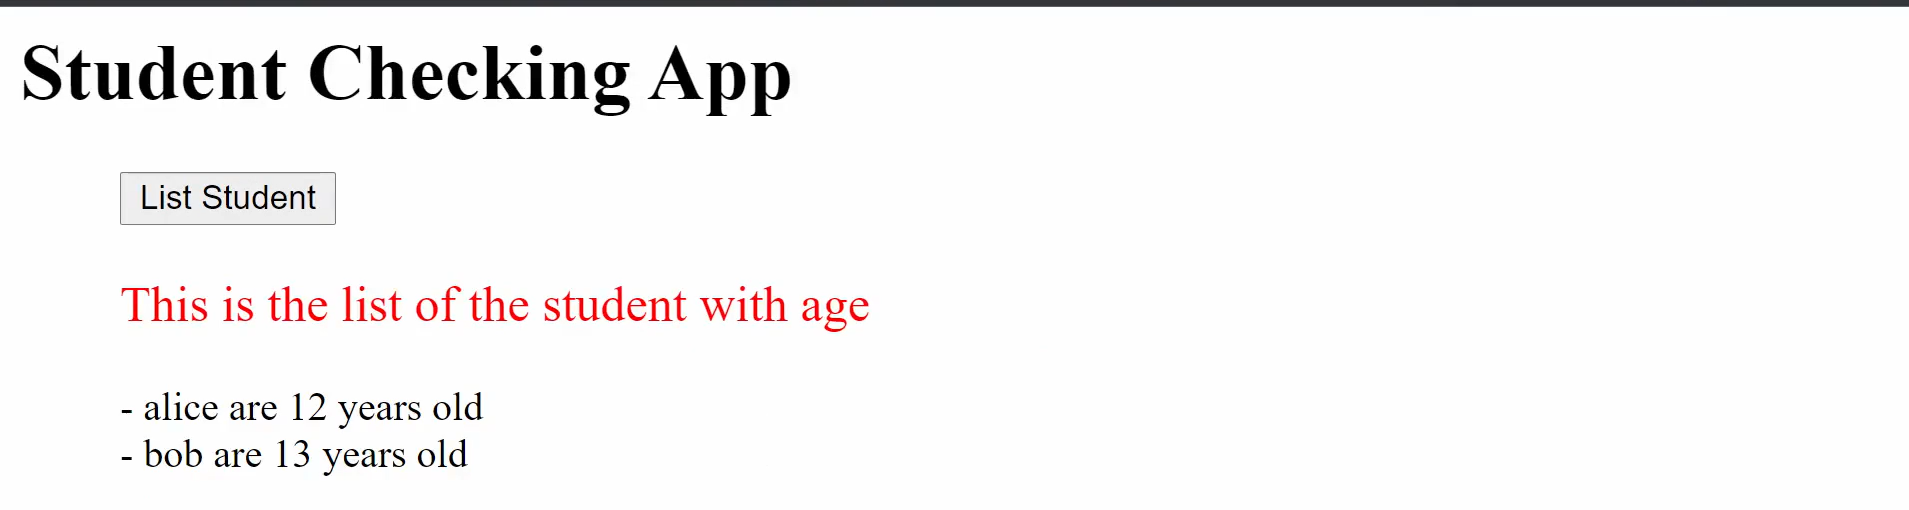 Student Checking App
List Student
This is the list of the student with age
- alice are 12 years old
- bob are 13 years old